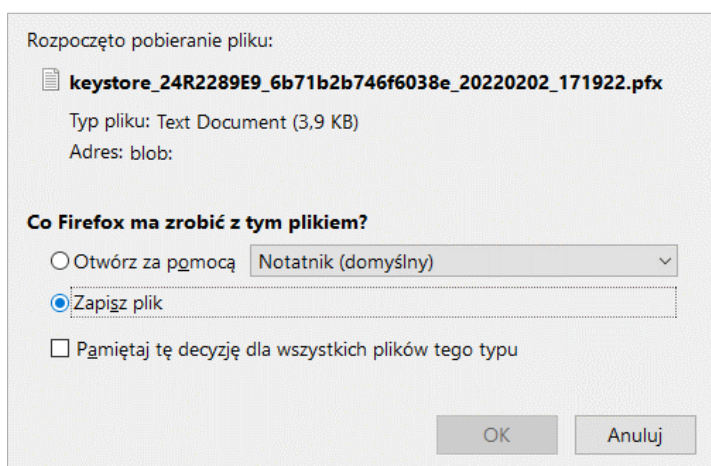 Rozpoczęto pobieranie pliku:
keystore_24R2289E9_6b71b2b746f6038e_20220202_171922.pfx
Typ pliku: Text Document (3,9 KB)
Adres: blob:
Co Firefox ma zrobić z tym plikiem?
Otwórz za pomocą Notatnik (domyślny)
Zapisz plik
Pamiętaj tę decyzję dla wszystkich plików tego typu
OK Anuluj